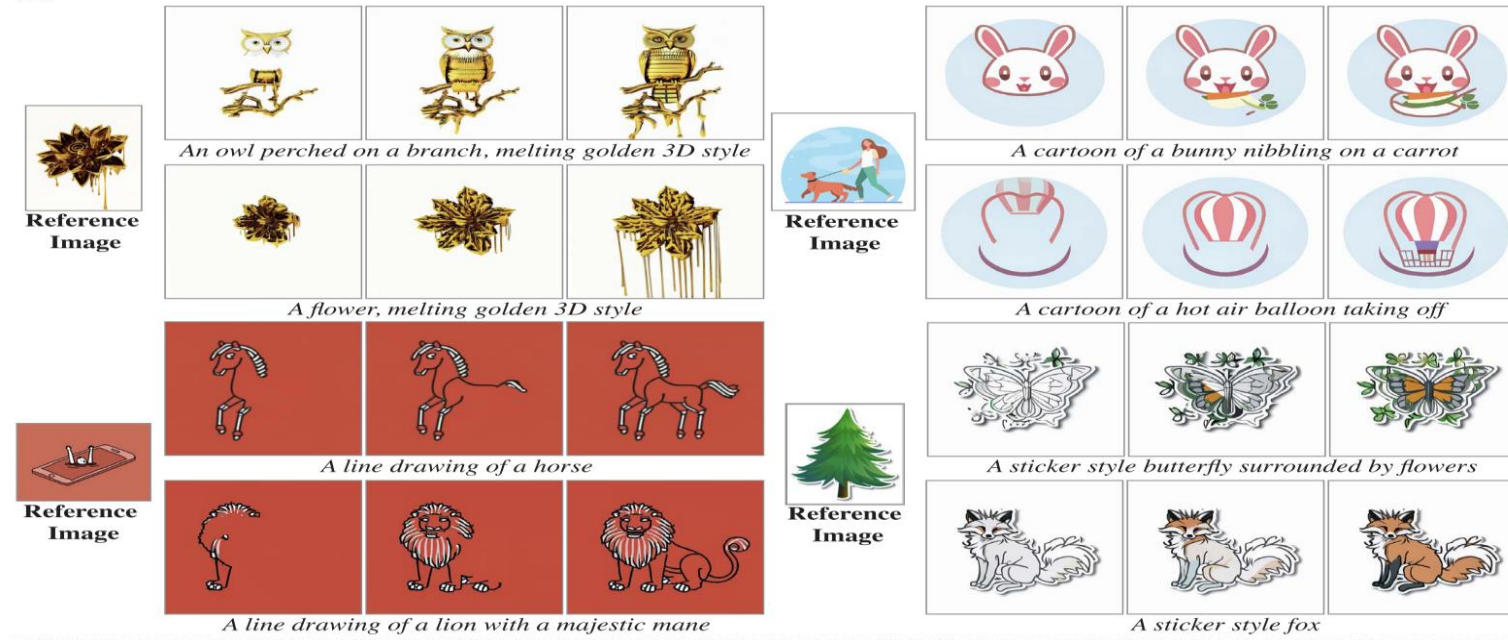 An owl perched on a branch, melting golden 3D style
Reference
Image
A flower, melting golden 3D style
A cartoon of a bunny nibbling on a carrot
Reference
Image
A cartoon of a hot air balloon taking off
A line drawing of a horse
Reference
Image
A line drawing of a lion with a majestic mane
A sticker style butterfly surrounded by flowers
Reference
Image
A sticker style fox